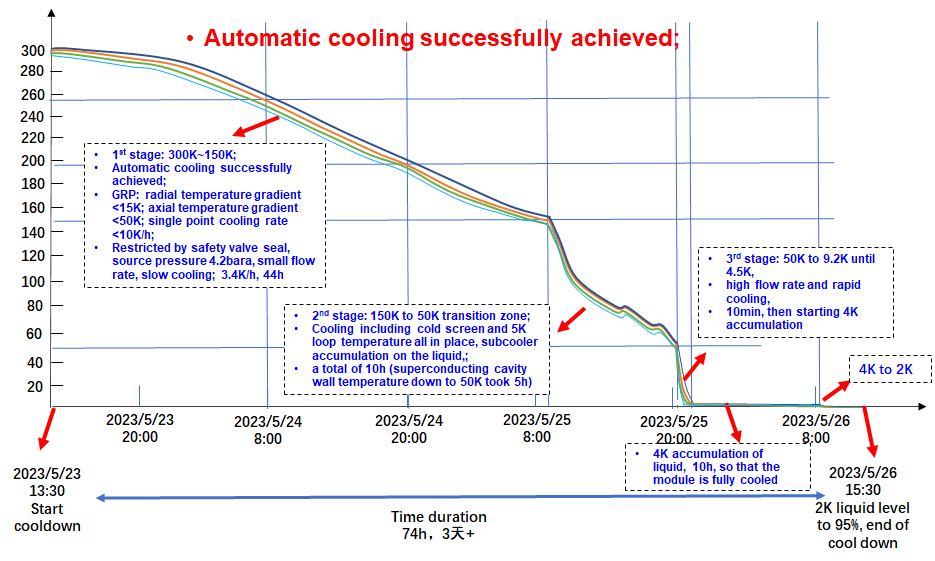 • Automatic cooling successfully achieved;
300
280
260
240
220
200
180
160
140
120
100
80
60
40
20
• 1st stage: 300K~150K;
• Automatic cooling successfully
achieved;
• GRP: radial temperature gradient
<15K; axial temperature gradient
<50K; single point cooling rate
<10K/h;
• Restricted by safety valve seal,
source pressure 4.2bara, small flow
rate, slow cooling; 3.4K/h, 44h
• 2nd stage: 150K to 50K transition zone;
• Cooling including cold screen and 5K
loop temperature all in place, subcooler
accumulation on the liquid,;
• a total of 10h (superconducting cavity
wall temperature down to 50K took 5h)
• 3rd stage: 50K to 9.2K until
4.5K,
• high flow rate and rapid
cooling,
• 10min, then starting 4K
accumulation
4K to 2K
2023/5/23
20:00
2023/5/24
8:00
2023/5/24
20:00
2023/5/25
8:00
2023/5/25
20:00
2023/5/26
8:00
• 4K accumulation of
liquid, 10h, so that the
module is fully cooled
2023/5/23
13:30
Start
cooldown
Time duration
74h，3天+
2023/5/26
15:30
2K liquid level
to 95%, end of
cool down